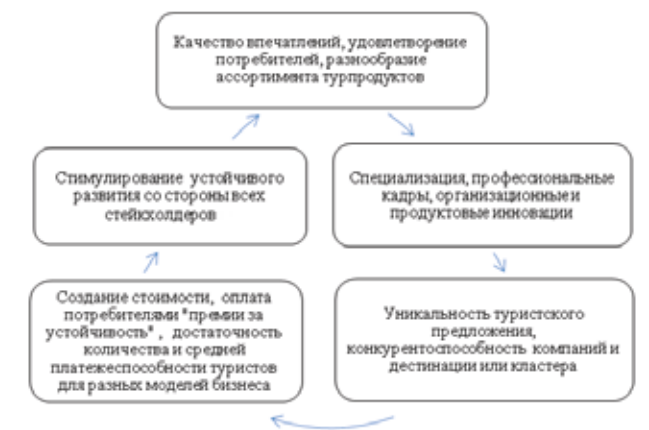 Качество впечатлений, удовлетворение
потребителей, разнообразие
ассортимента турпродуктов
Стимулирование устойчивого
развития со стороны всех
стейкхолдеров
Специализация, профессиональные
кадры, организационные и
продуктовые инновации
Создание стоимости, оплата
потребителями "премии за
устойчивость" , достаточность
количества и средней
платежеспособности туристов
для разных моделей бизнеса
Уникальность туристского
предложения,
конкурентоспособность компаний и
дестинации или кластера